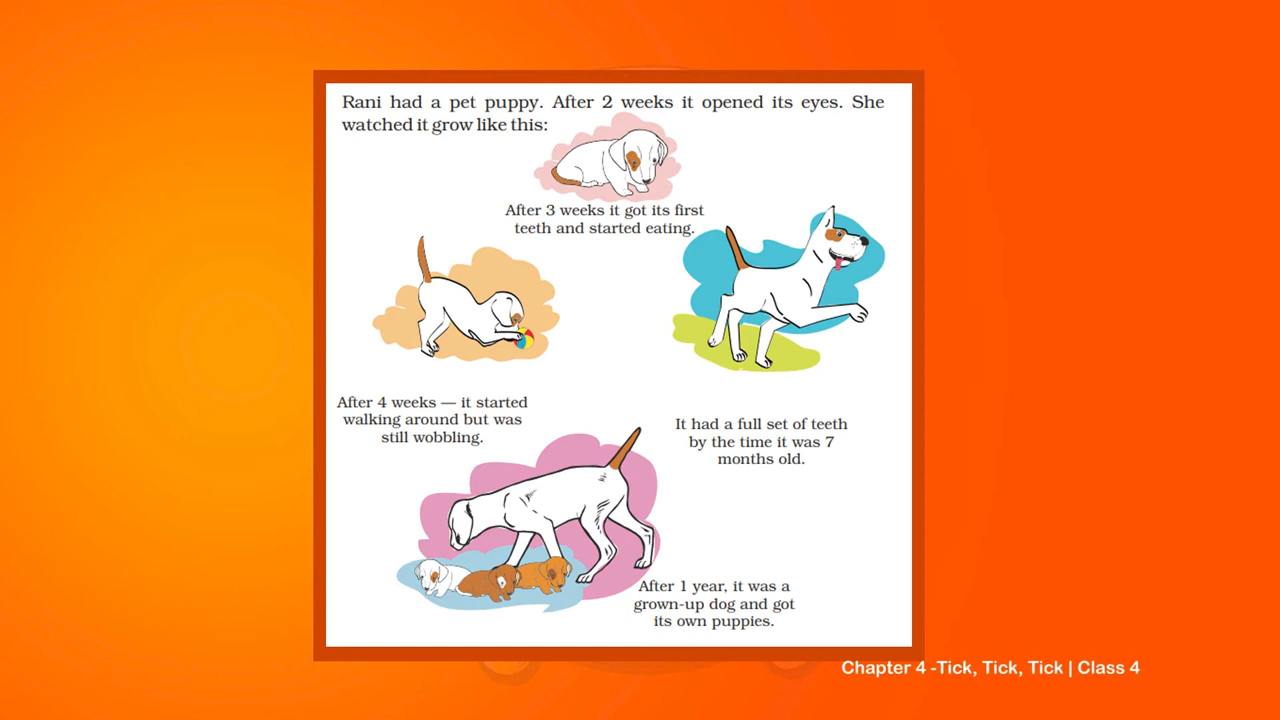 Rani had a pet puppy. After 2 weeks it opened its eyes. She
watched it grow like this:
After 3 weeks it got its first
teeth and started eating.
After 4 weeks — it started
walking around but was
still wobbling.
It had a full set of teeth
by the time it was 7
months old.
After 1 year, it was a
grown-up dog and got
its own puppies.
Chapter 4 -Tick, Tick, Tick | Class 4